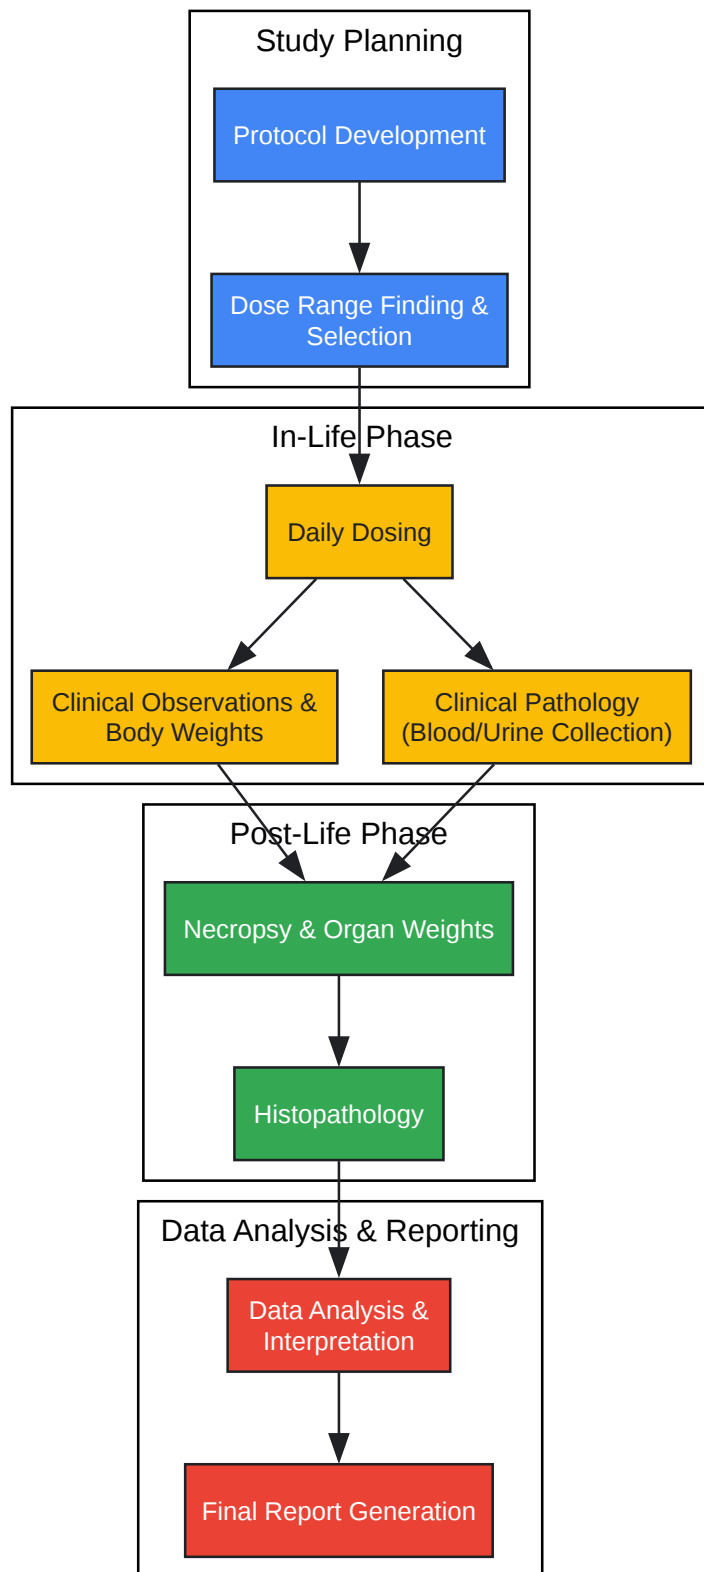 Study Planning
Protocol Development
Dose Range Finding &
Selection
In-Life Phase
Daily Dosing
Clinical Observations &
Body Weights
Clinical Pathology
(Blood/Urine Collection)
Post-Life Phase
Necropsy & Organ Weights
Histopathology
Data Analysis & Reporting
Data Analysis &
Interpretation
Final Report Generation